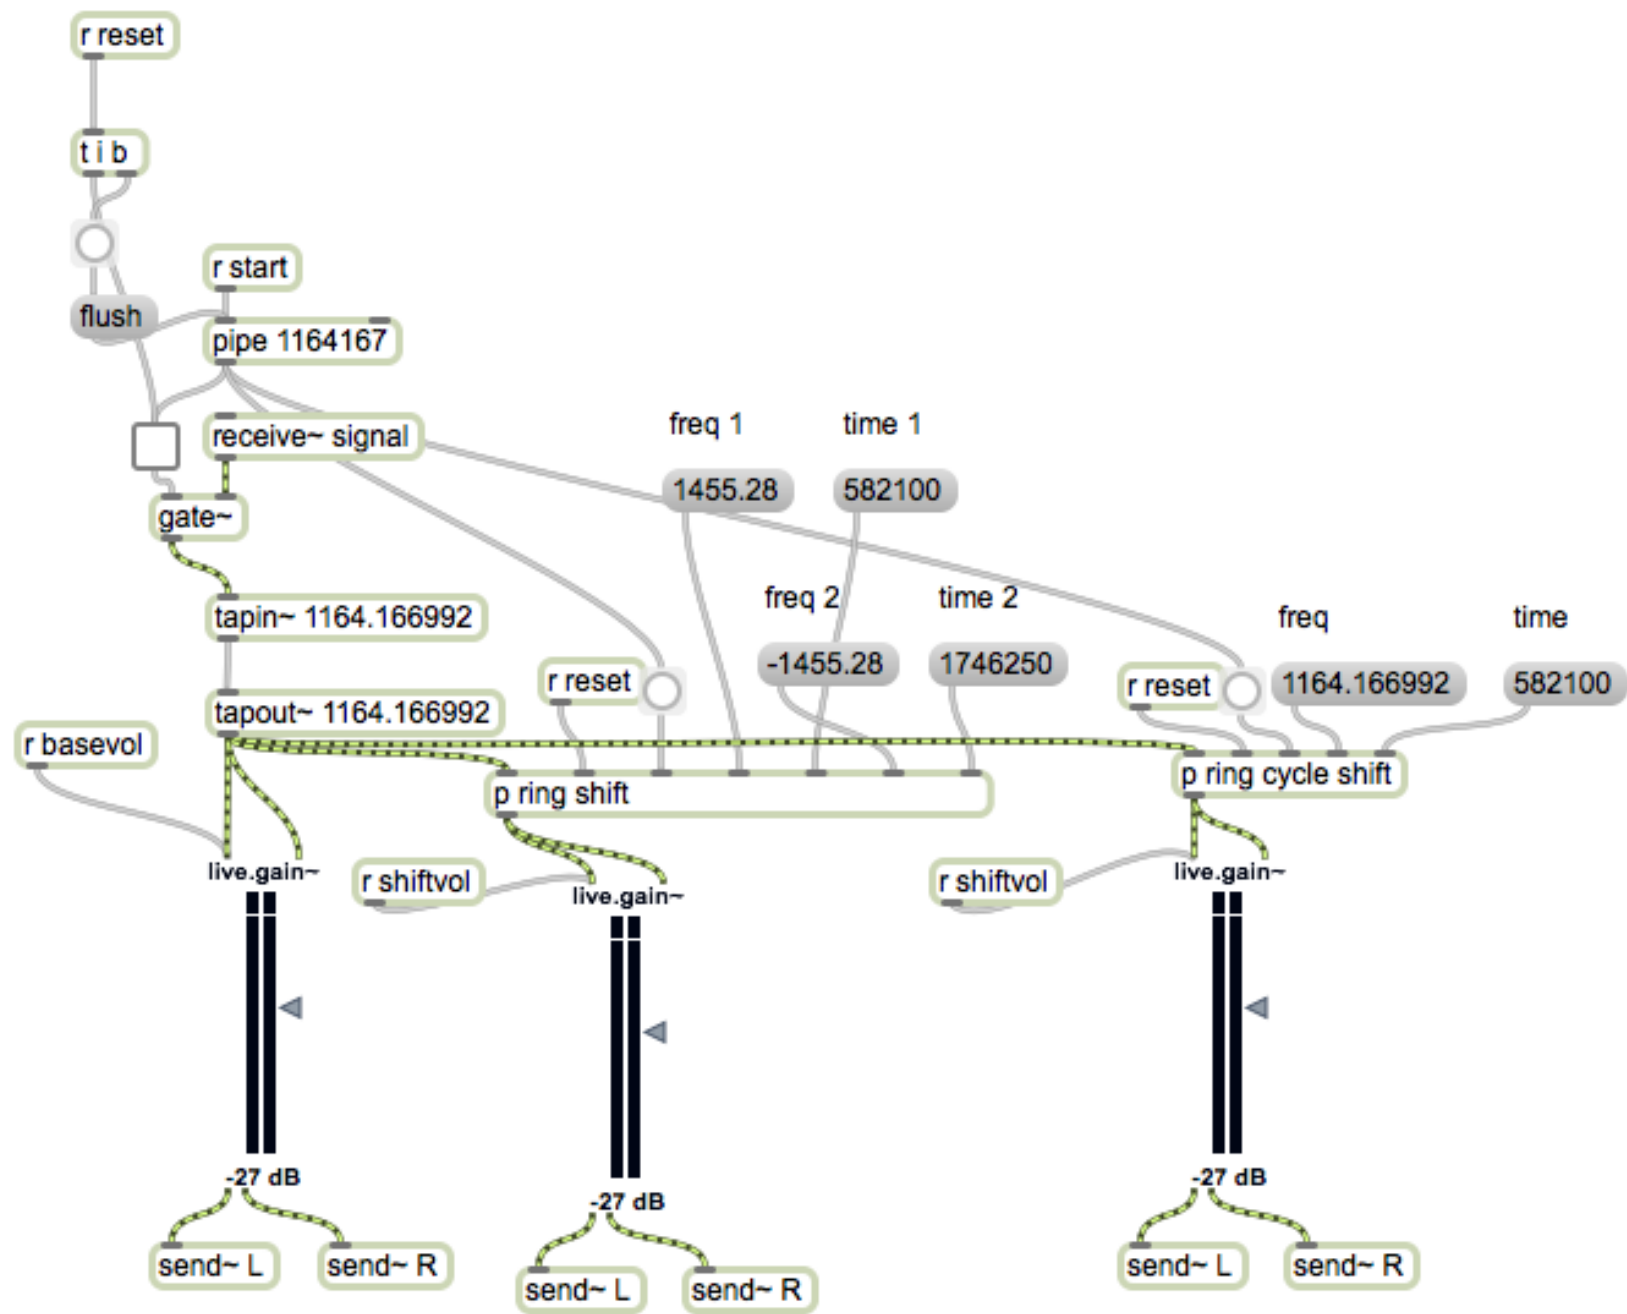 r reset
t i b
r start
flush
pipe 1164167
receive~ signal
freq 1
time 1
1455.28
582100
gate~
tapin~ 1164.166992
freq 2
time 2
freq
time
-1455.28
1746250
r reset
r reset
1164.166992
582100
tapout~ 1164.166992
r basevol
p ring shift
p ring cycle shift
live.gain~
r shiftvol
live.gain~
r shiftvol
live.gain~
-27 dB
-27 dB
-27 dB
send~ L
send~ R
send~ L
send~ R
send~ L
send~ R